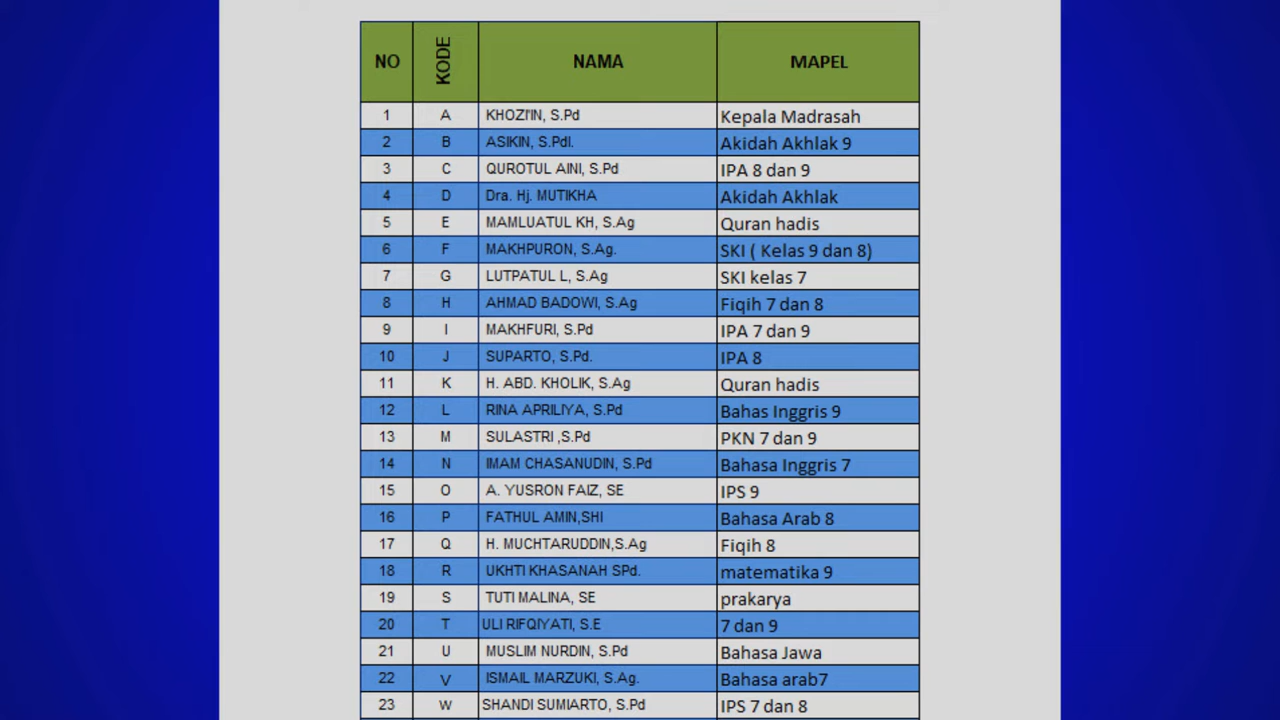 NO KODE NAMA MAPEL
1 A KHOZI'IN, S.Pd Kepala Madrasah
2 B ASIKIN, S.PdI. Akidah Akhlak 9
3 C QUROTUL AINI, S.Pd IPA 8 dan 9
4 D Dra. Hj. MUTIKHA Akidah Akhlak
5 E MAMLUATUL KH, S.Ag Quran hadis
6 F MAKHPURON, S.Ag. SKI ( Kelas 9 dan 8)
7 G LUTPATUL L, S.Ag SKI kelas 7
8 H AHMAD BADOWI, S.Ag Fiqih 7 dan 8
9 I MAKHFURI, S.Pd IPA 7 dan 9
10 J SUPARTO, S.Pd. IPA 8
11 K H. ABD. KHOLIK, S.Ag Quran hadis
12 L RINA APRILIYA, S.Pd Bahas Inggris 9
13 M SULASTRI ,S.Pd PKN 7 dan 9
14 N IMAM CHASANUDIN, S.Pd Bahasa Inggris 7
15 O A. YUSRON FAIZ, SE IPS 9
16 P FATHUL AMIN,SHI Bahasa Arab 8
17 Q H. MUCHTARUDDIN,S.Ag Fiqih 8
18 R UKHTI KHASANAH SPd. matematika 9
19 S TUTI MALINA, SE prakarya
20 T ULI RIFQIYATI, S.E 7 dan 9
21 U MUSLIM NURDIN, S.Pd Bahasa Jawa
22 V ISMAIL MARZUKI, S.Ag. Bahasa arab7
23 W SHANDI SUMIARTO, S.Pd IPS 7 dan 8